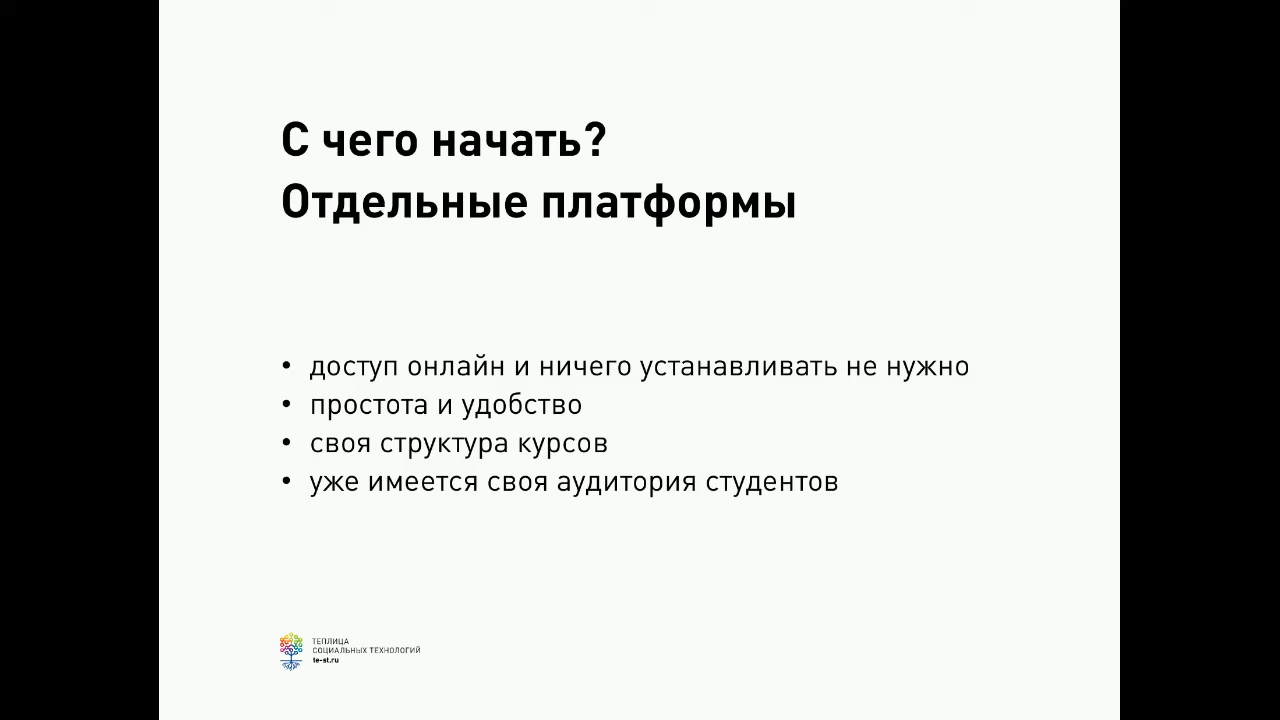 С чего начать?
Отдельные платформы
• доступ онлайн и ничего устанавливать не нужно
• простота и удобство
• своя структура курсов
• уже имеется своя аудитория студентов
ТЕПЛИЦА
СОЦИАЛЬНЫХ ТЕХНОЛОГИЙ
te-st.ru